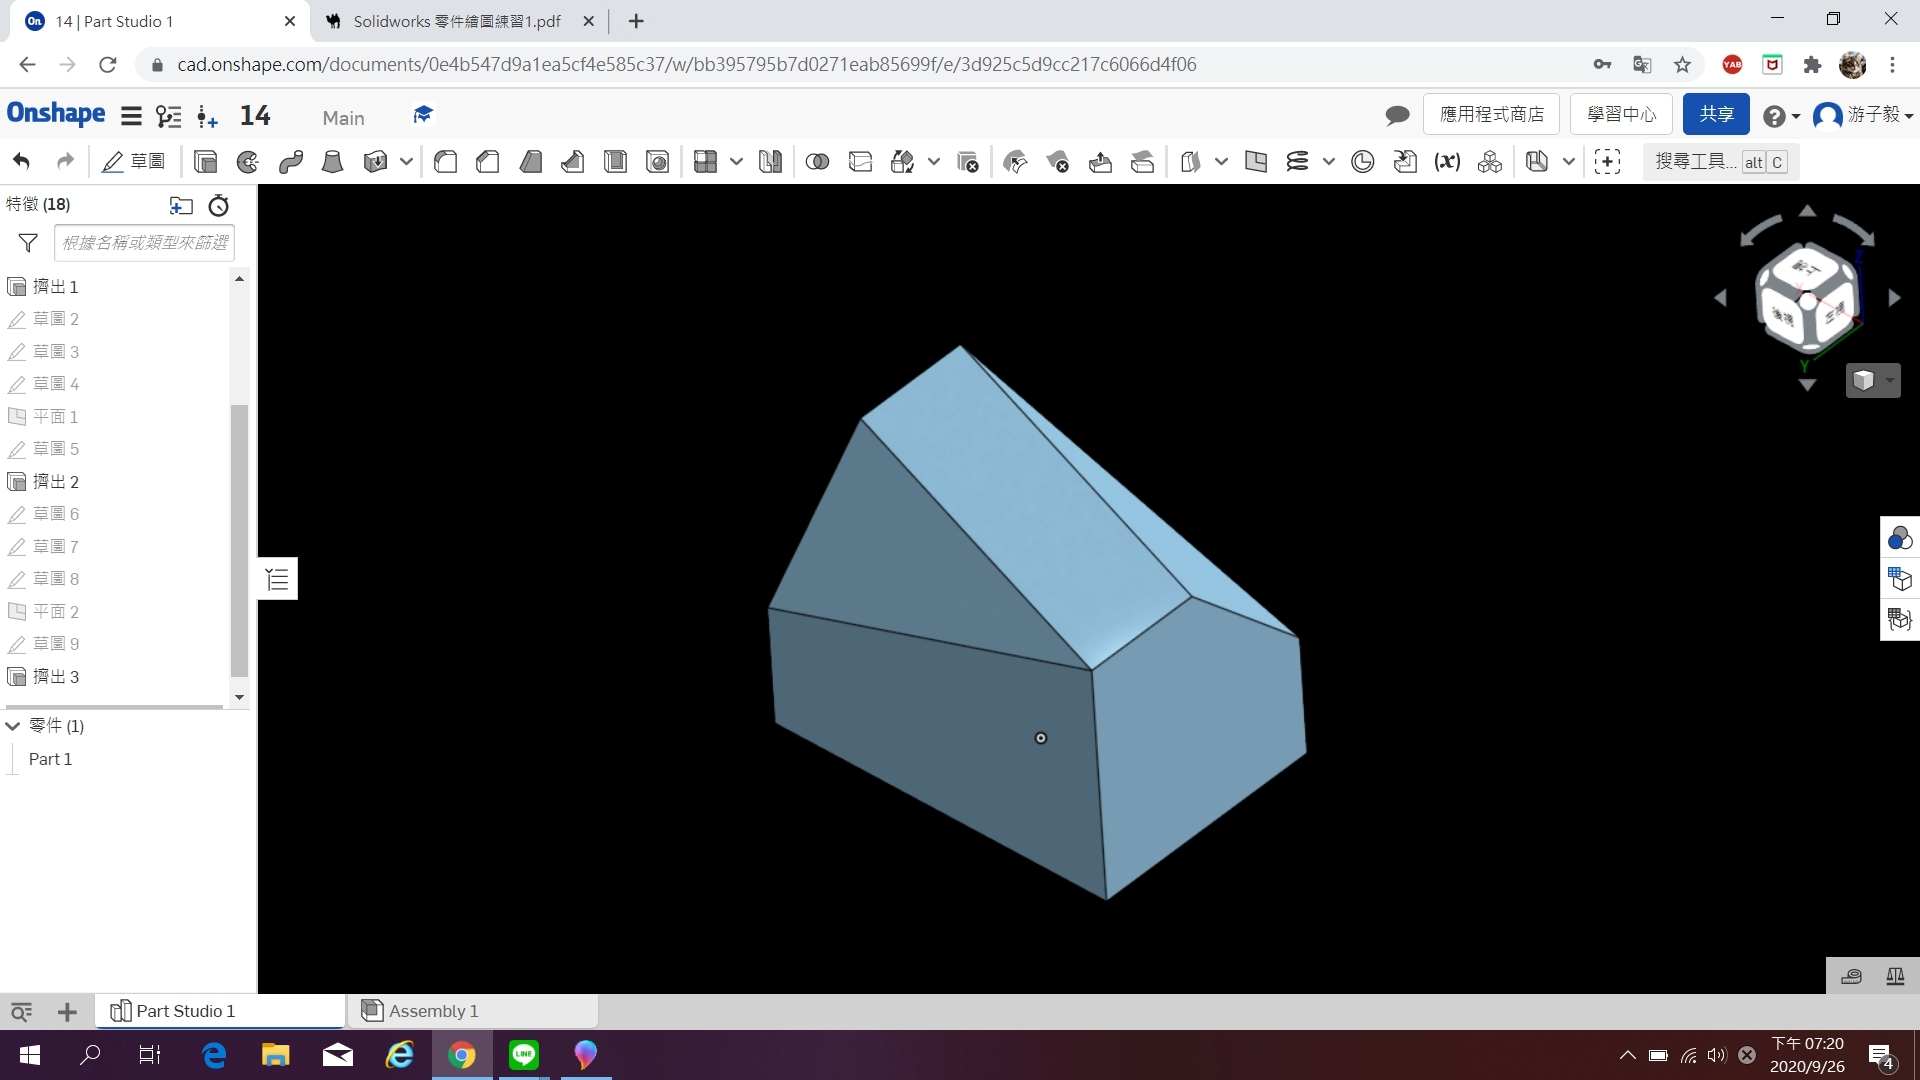 On 14 | Part Studio 1
Solidworks 零件繪圖練習1.pdf
cad.onshape.com/documents/0e4b547d9a1ea5cf4e585c37/w/bb395795b7d0271eab85699f/e/3d925c5d9cc217c6066d4f06
YAB
Onshape 14 Main 應用程式商店 學習中心 共享 游子毅
草圖 (x) 搜尋工具... alt C
特徵 (18)
根據名稱或類型來篩選
擠出 1
草圖 2
草圖 3
草圖 4
平面 1
草圖 5
擠出 2
草圖 6
草圖 7
草圖 8
平面 2
草圖 9
擠出 3
零件 (1)
Part 1
Z
X
後視
Y
Part Studio 1
Assembly 1
LINE
下午 07:20
2020/9/26
4